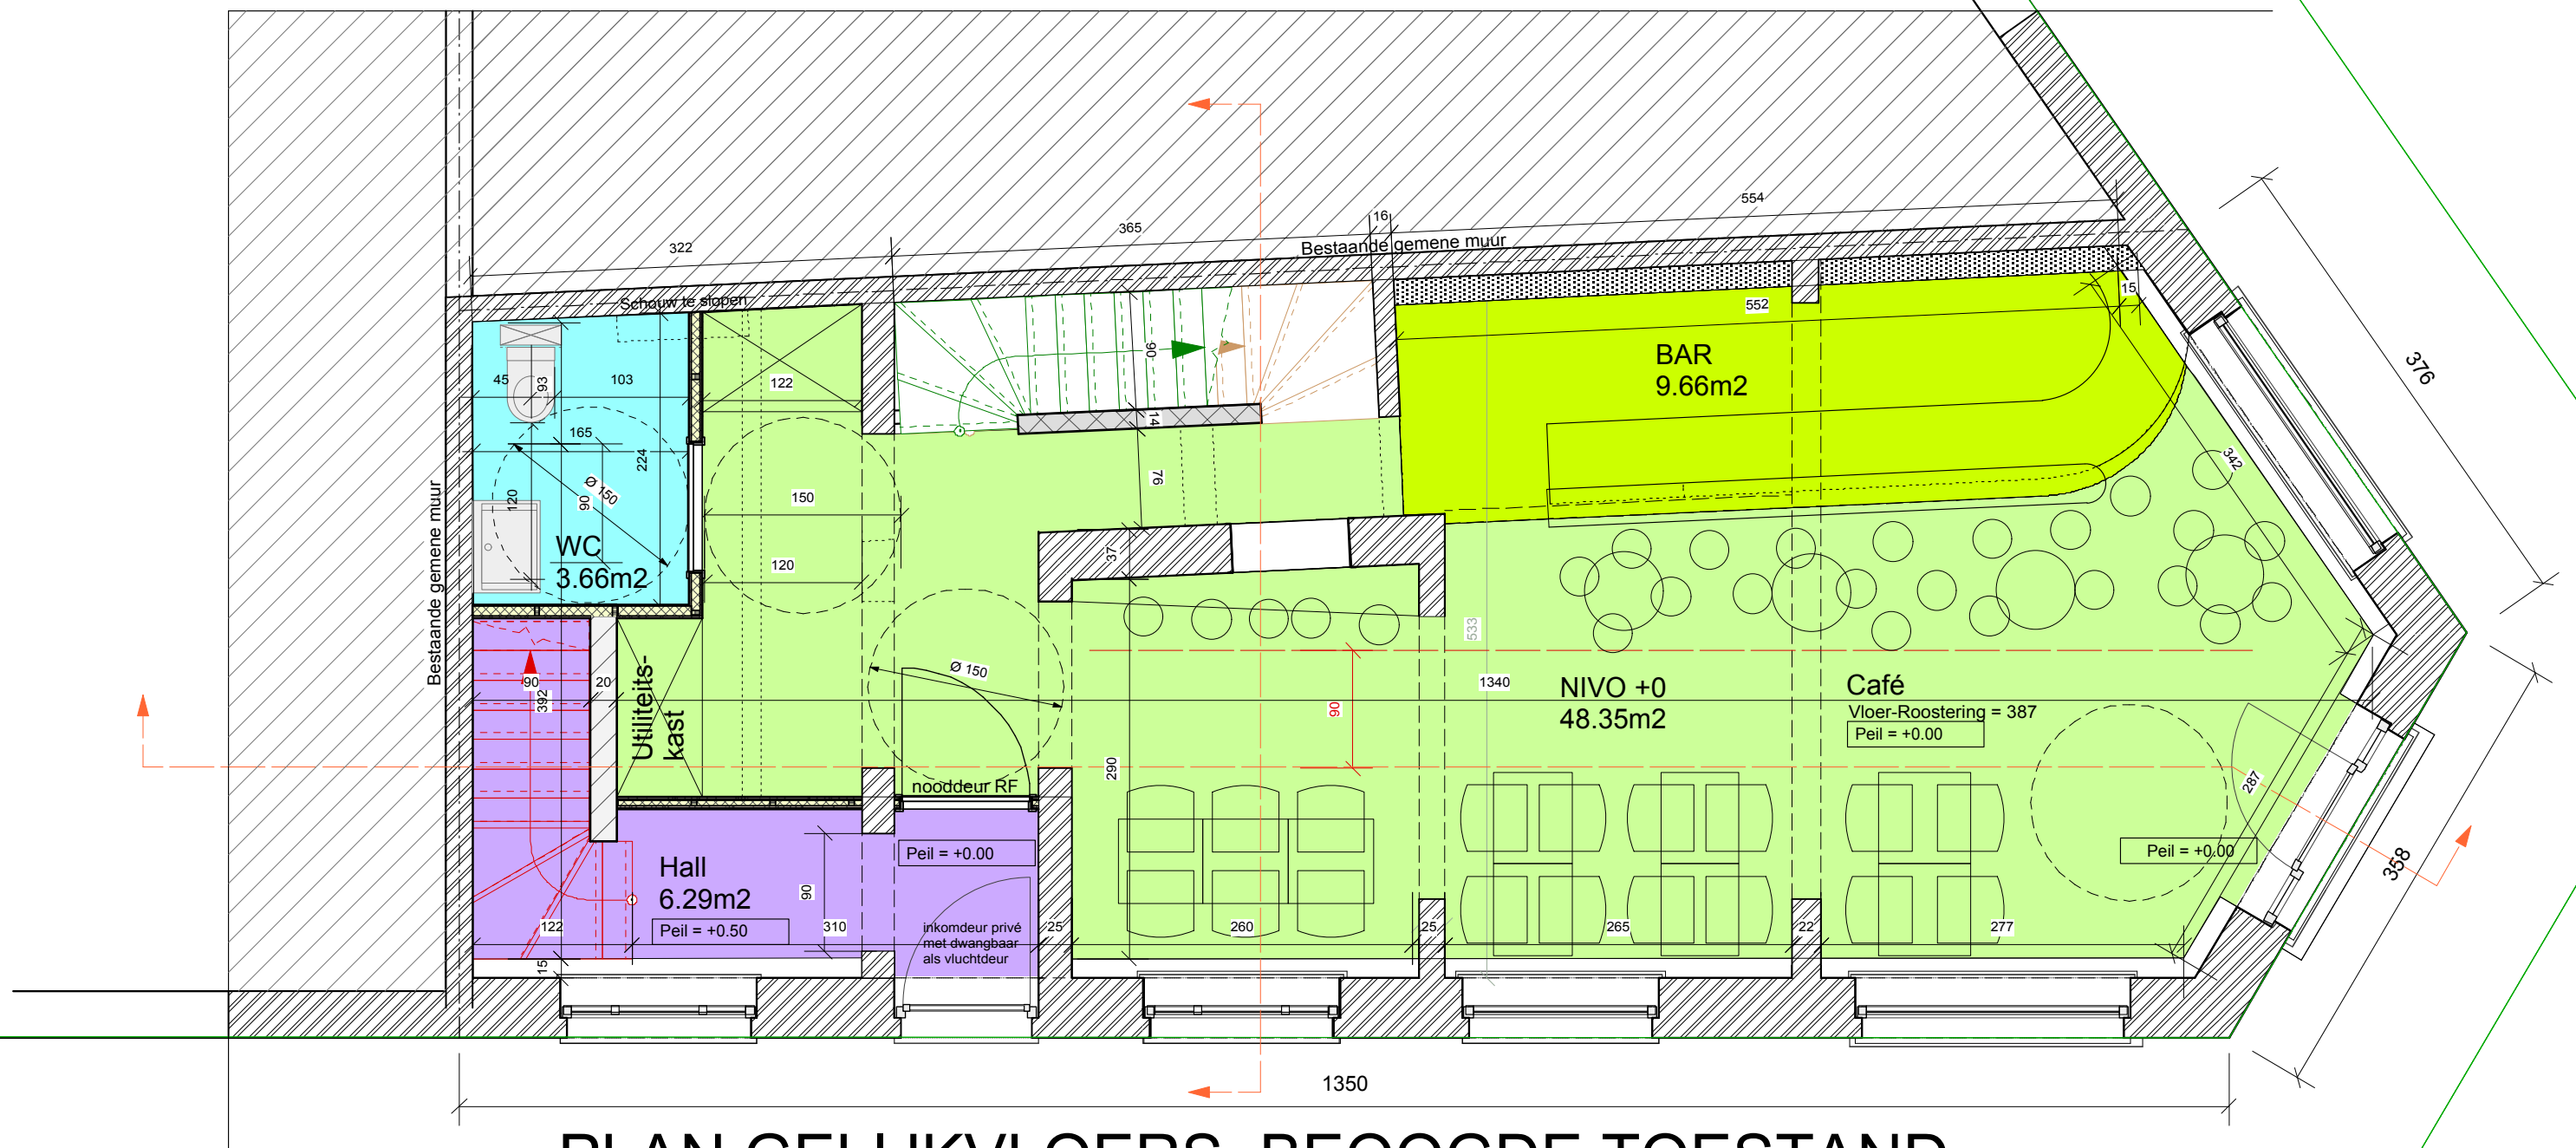 554
16
365
322
Bestaande gemene muur
Schouw te slopen
376
15
552
BAR
9.66m2
90
14
76
45
93
103
122
165
224
120
90
Ø 150
150
342
WC
3.66m2
120
37
Bestaande gemene muur
533
Ø 150
90
392
20
Utiliteits-
kast
1340
90
NIVO +0
48.35m2
Café
Vloer-Roostering = 387
Peil = +0.00
290
287
nooddeur RF
Peil = +0.00
Peil = +0.00
358
Hall
6.29m2
Peil = +0.50
90
122
310
inkomdeur privé
met dwangbaar
als vluchtdeur
25
260
25
265
22
277
15
1350
PLAN GELIJKVLOERS BEOOGDE TOESTAND